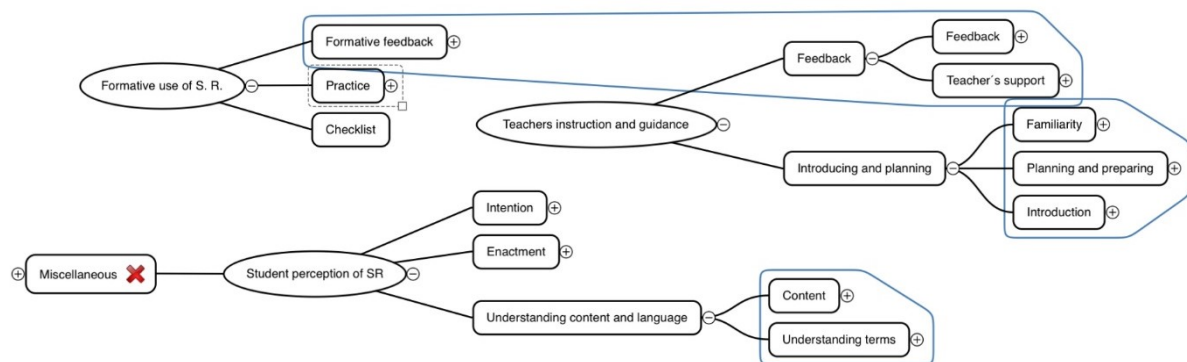 Formative use of S. R.
Formative feedback
Practice
Checklist
Teachers instruction and guidance
Feedback
Feedback
Teacher´s support
Introducing and planning
Familiarity
Planning and preparing
Introduction
Miscellaneous
Student perception of SR
Intention
Enactment
Understanding content and language
Content
Understanding terms